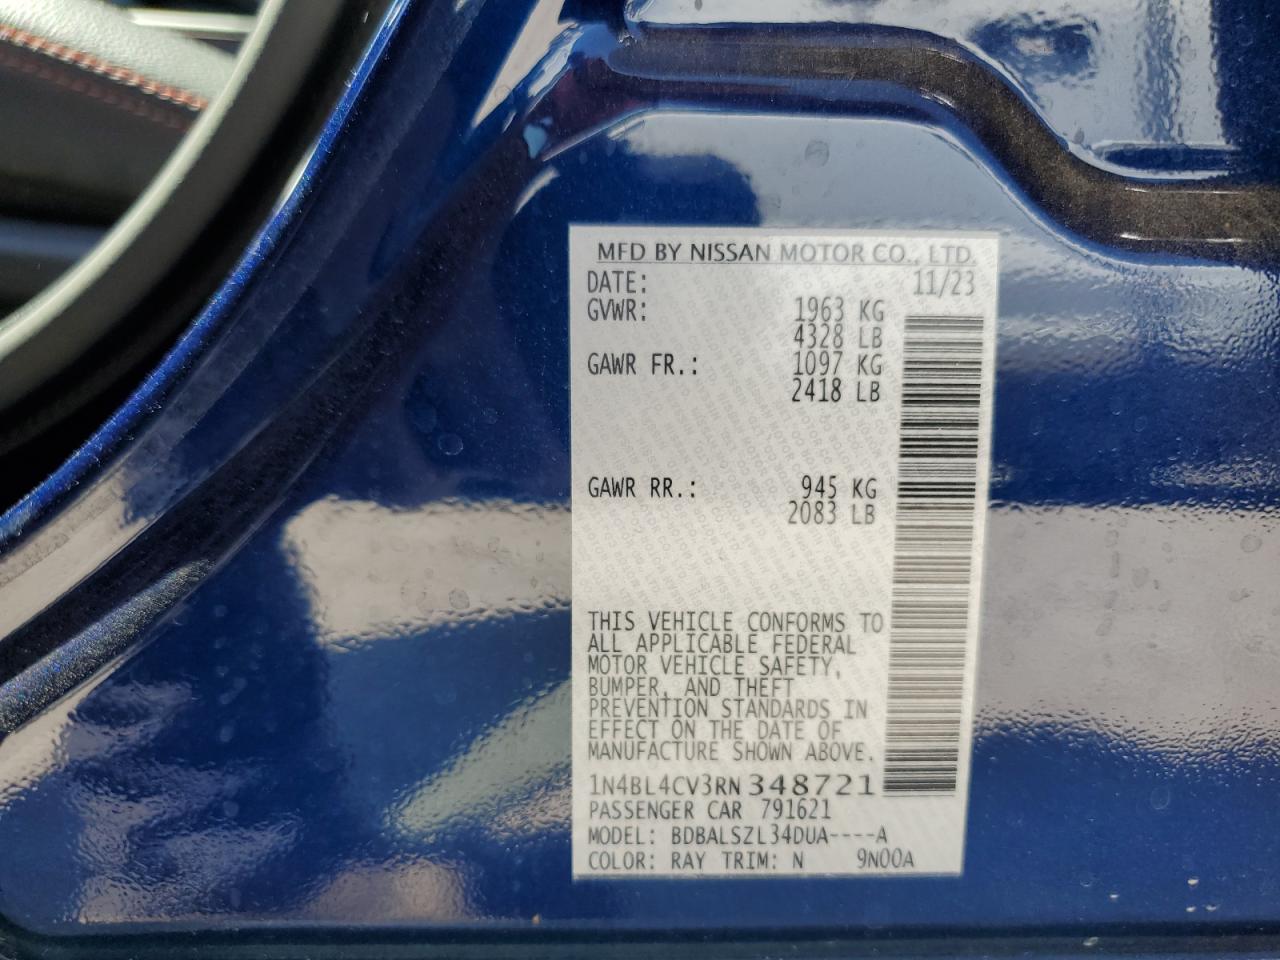 MFD BY NISSAN MOTOR CO., LTD.
DATE: 11/23
GVWR: 1963 KG
4328 LB
GAWR FR.: 1097 KG
2418 LB
GAWR RR.: 945 KG
2083 LB
THIS VEHICLE CONFORMS TO
ALL APPLICABLE FEDERAL
MOTOR VEHICLE SAFETY,
BUMPER, AND THEFT
PREVENTION STANDARDS IN
EFFECT ON THE DATE OF
MANUFACTURE SHOWN ABOVE.
1N4BL4CV3RN348721
PASSENGER CAR 791621
MODEL: BDBALSZL34DUA----A
COLOR: RAY TRIM: N 9N00A